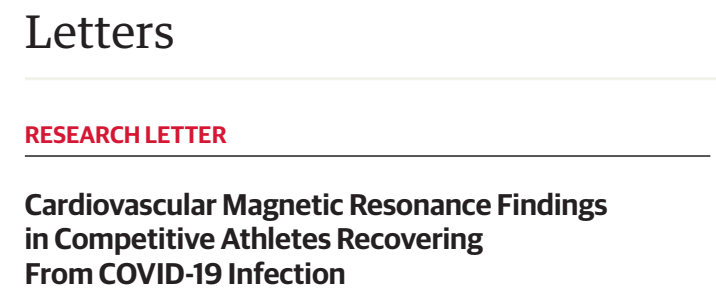 Letters
RESEARCH LETTER
Cardiovascular Magnetic Resonance Findings
in Competitive Athletes Recovering
From COVID-19 Infection